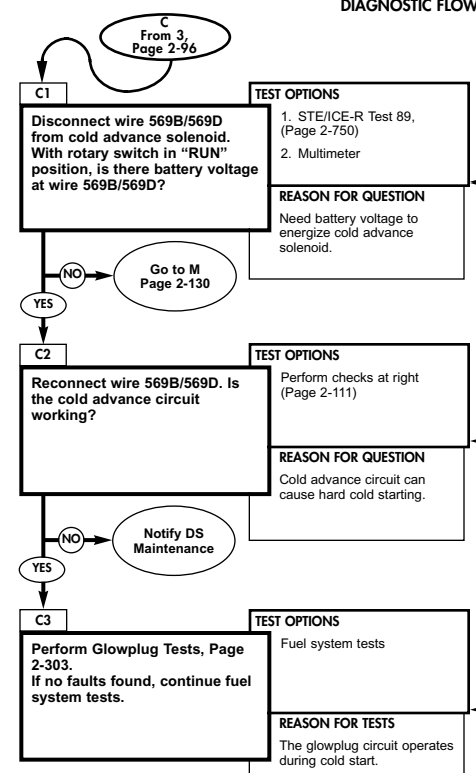 DIAGNOSTIC FLOW
C
From 3,
Page 2-96
C1
Disconnect wire 569B/569D
from cold advance solenoid.
With rotary switch in “RUN”
position, is there battery voltage
at wire 569B/569D?
TEST OPTIONS
1. STE/ICE-R Test 89,
(Page 2-750)
2. Multimeter
REASON FOR QUESTION
Need battery voltage to
energize cold advance
solenoid.
NO
Go to M
Page 2-130
YES
C2
Reconnect wire 569B/569D. Is
the cold advance circuit
working?
TEST OPTIONS
Perform checks at right
(Page 2-111)
REASON FOR QUESTION
Cold advance circuit can
cause hard cold starting.
NO
Notify DS
Maintenance
YES
C3
Perform Glowplug Tests, Page
2-303.
If no faults found, continue fuel
system tests.
TEST OPTIONS
Fuel system tests
REASON FOR TESTS
The glowplug circuit operates
during cold start.